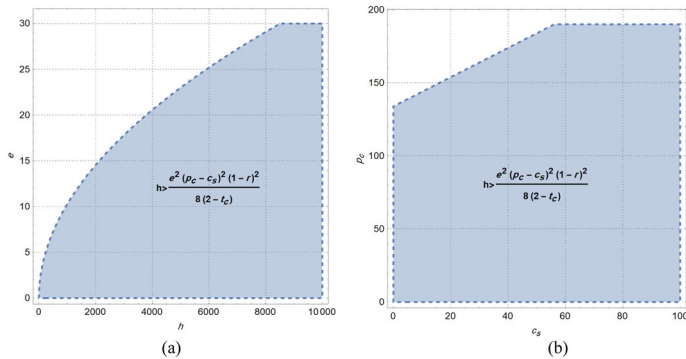 30
25
20
15
10
5
0
e
h> e² (p_c − c_s)² (1 − r)² / 8 (2 − t_c)
0 2000 4000 6000 8000 10000
h
(a)
200
150
100
50
0
p_c
h> e² (p_c − c_s)² (1 − r)² / 8 (2 − t_c)
0 20 40 60 80 100
c_s
(b)